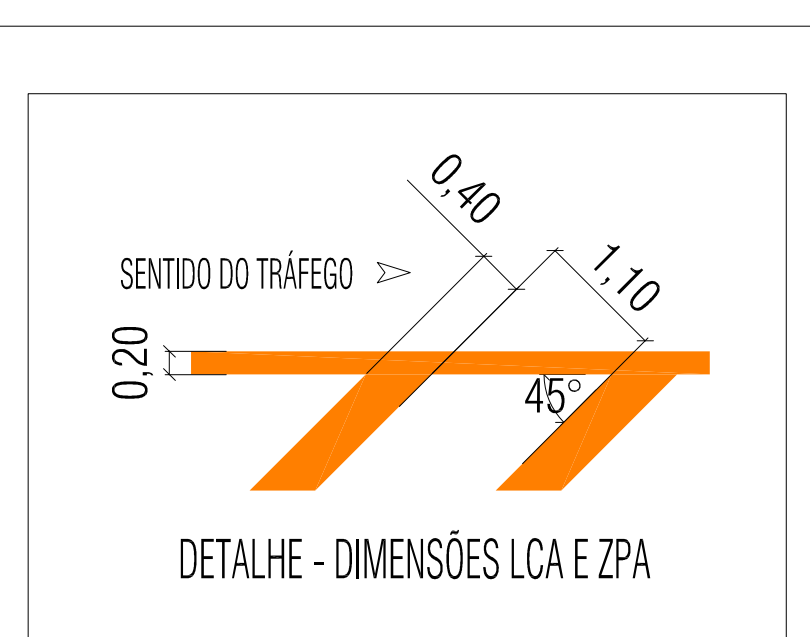 0,40
1,10
SENTIDO DO TRÁFEGO
0,20
45°
DETALHE - DIMENSÕES LCA E ZPA